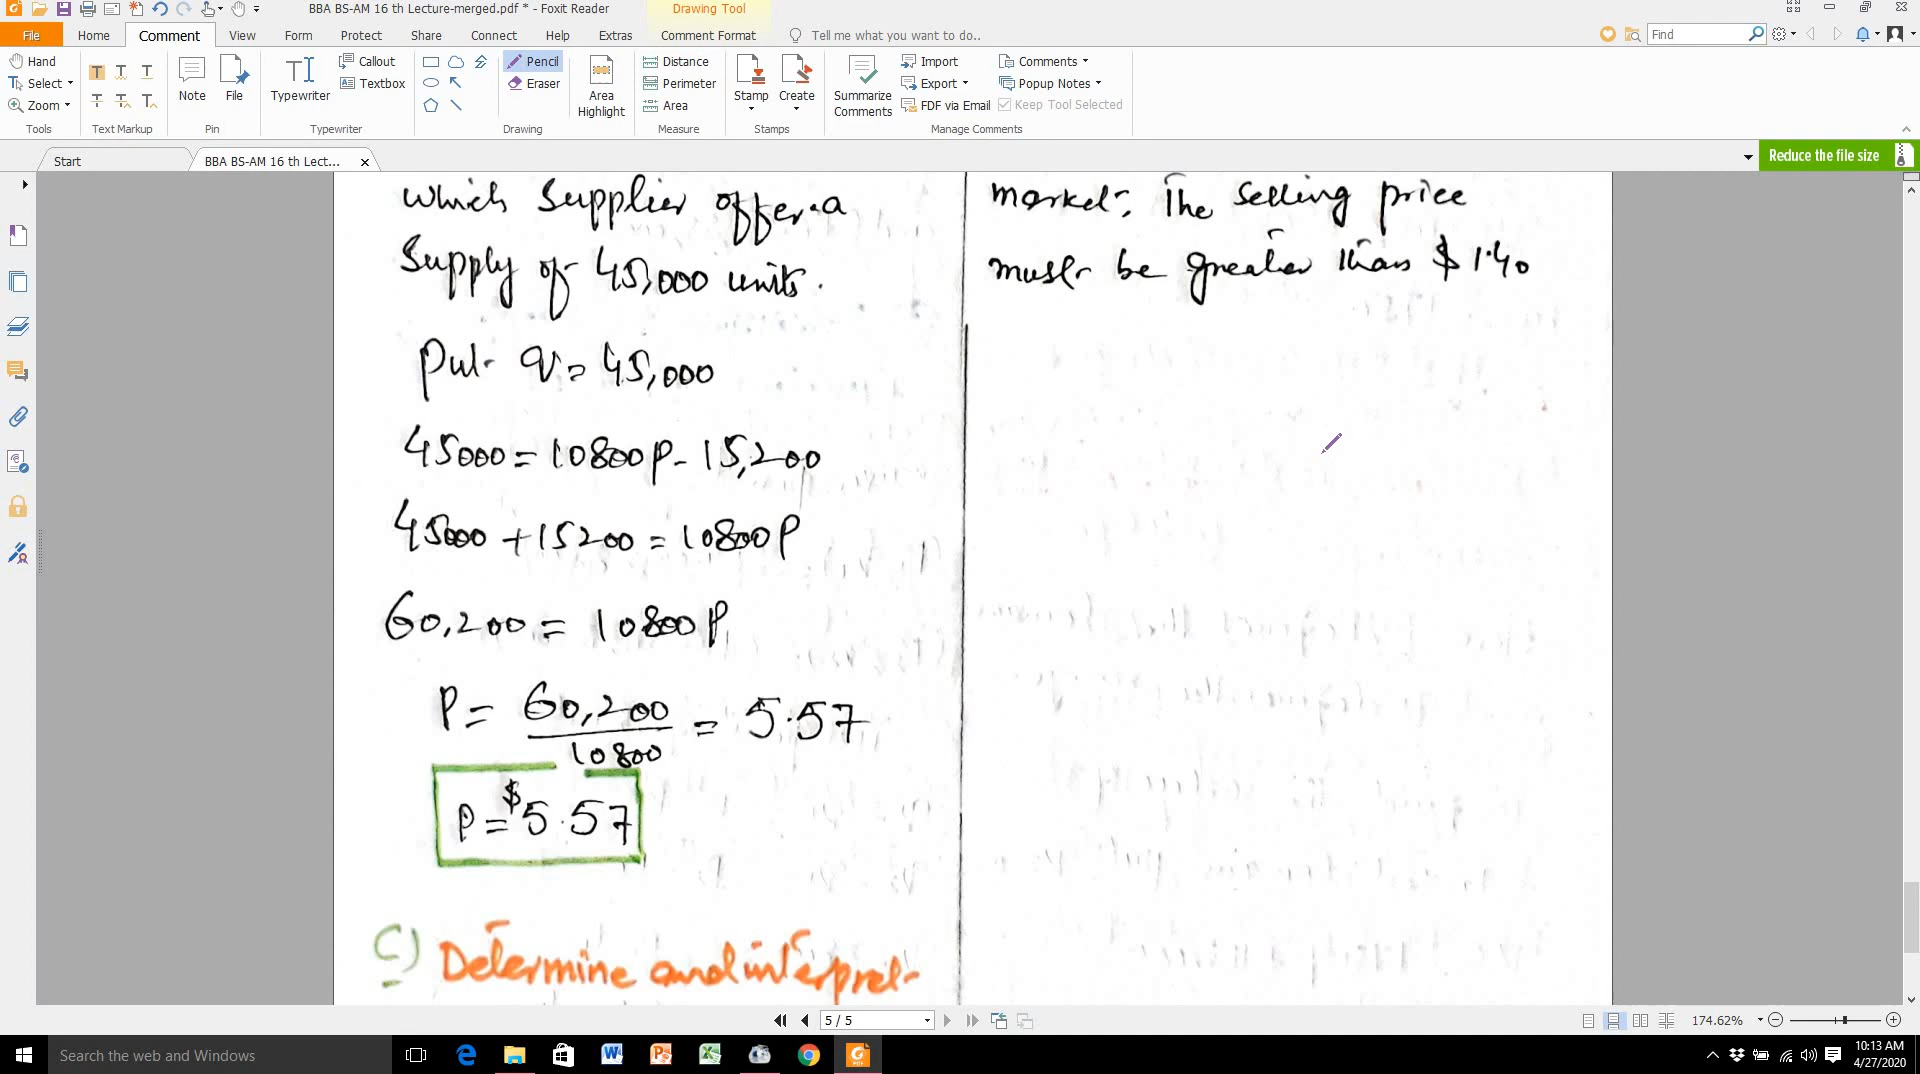 BBA BS-AM 16 th Lecture-merged.pdf * - Foxit Reader
Drawing Tool
File Home Comment View Form Protect Share Connect Help Extras Comment Format Tell me what you want to do.. Find
Hand
Select
Zoom
Tools
Text Markup
Note
File
Pin
Typewriter
Callout
Textbox
Typewriter
Pencil
Eraser
Drawing
Area Highlight
Distance
Perimeter
Area
Measure
Stamp
Create
Stamps
Summarize Comments
Import
Export
FDF via Email
Comments
Popup Notes
Keep Tool Selected
Manage Comments
Start
BBA BS-AM 16 th Lect...
Reduce the file size
which Supplier offer a
Supply of 45,000 units.
Put q = 45,000
45000 = 10800P - 15,200
45000 + 15200 = 10800P
60,200 = 10800P
P = 60,200 / 10800 = 5.57
P = $5.57
C) Determine and interpret
market. The selling price
must be greater than $1.40
5 / 5
174.62%
Search the web and Windows
10:13 AM
4/27/2020